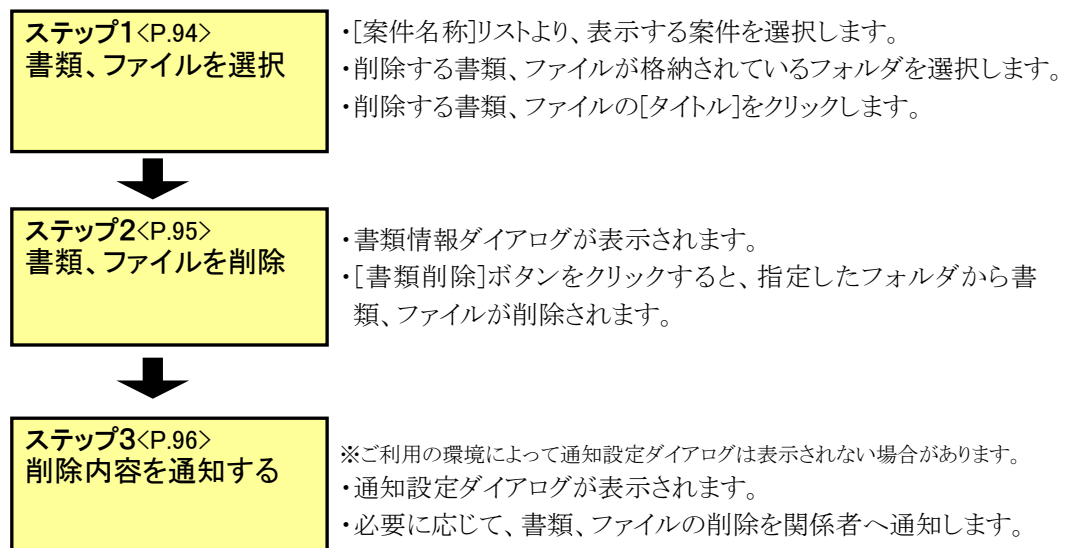 ステップ1<P.94>
書類、ファイルを選択
・[案件名称]リストより、表示する案件を選択します。
・削除する書類、ファイルが格納されているフォルダを選択します。
・削除する書類、ファイルの[タイトル]をクリックします。
ステップ2<P.95>
書類、ファイルを削除
・書類情報ダイアログが表示されます。
・[書類削除]ボタンをクリックすると、指定したフォルダから書
類、ファイルが削除されます。
ステップ3<P.96>
削除内容を通知する
※ご利用の環境によって通知設定ダイアログは表示されない場合があります。
・通知設定ダイアログが表示されます。
・必要に応じて、書類、ファイルの削除を関係者へ通知します。